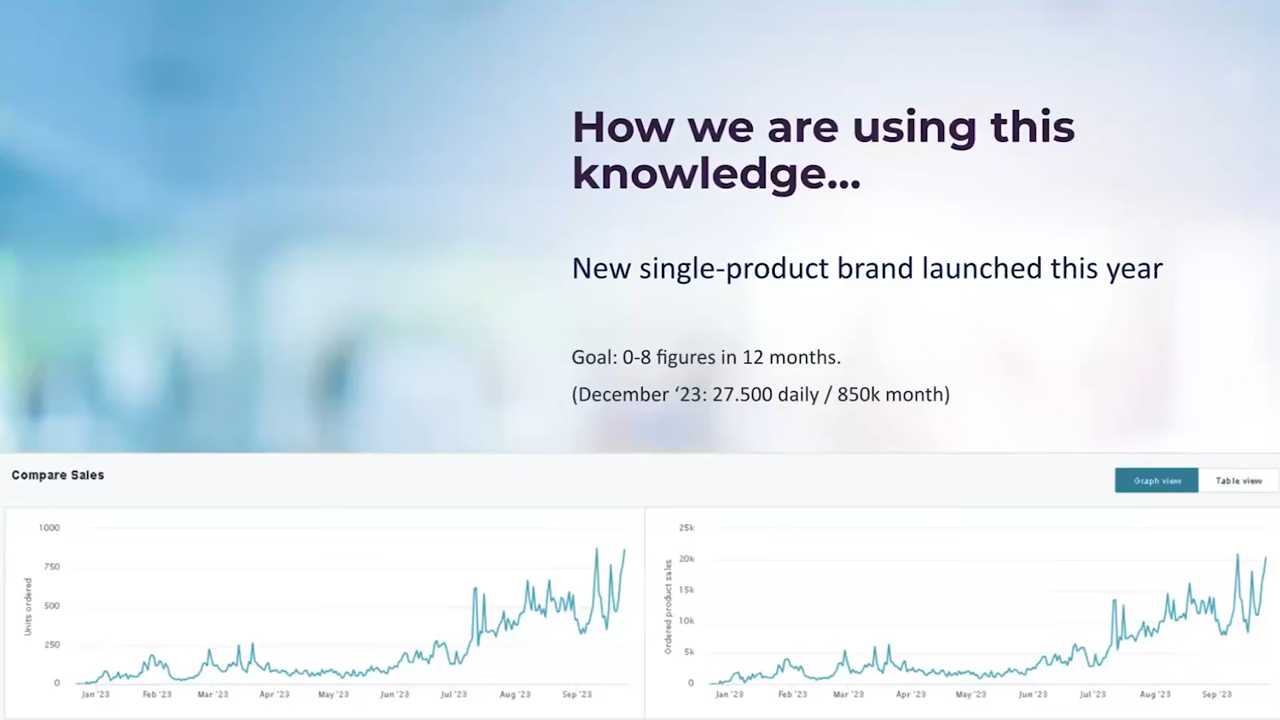 How we are using this
knowledge...
New single-product brand launched this year
Goal: 0-8 figures in 12 months.
(December ‘23: 27.500 daily / 850k month)
Compare Sales
Graph view
Table view
Units ordered
1000
750
500
250
0
Jan '23
Feb '23
Mar '23
Apr '23
May '23
Jun '23
Jul '23
Aug '23
Sep '23
Ordered product sales
25k
20k
15k
10k
5k
0
Jan '23
Feb '23
Mar '23
Apr '23
May '23
Jun '23
Jul '23
Aug '23
Sep '23